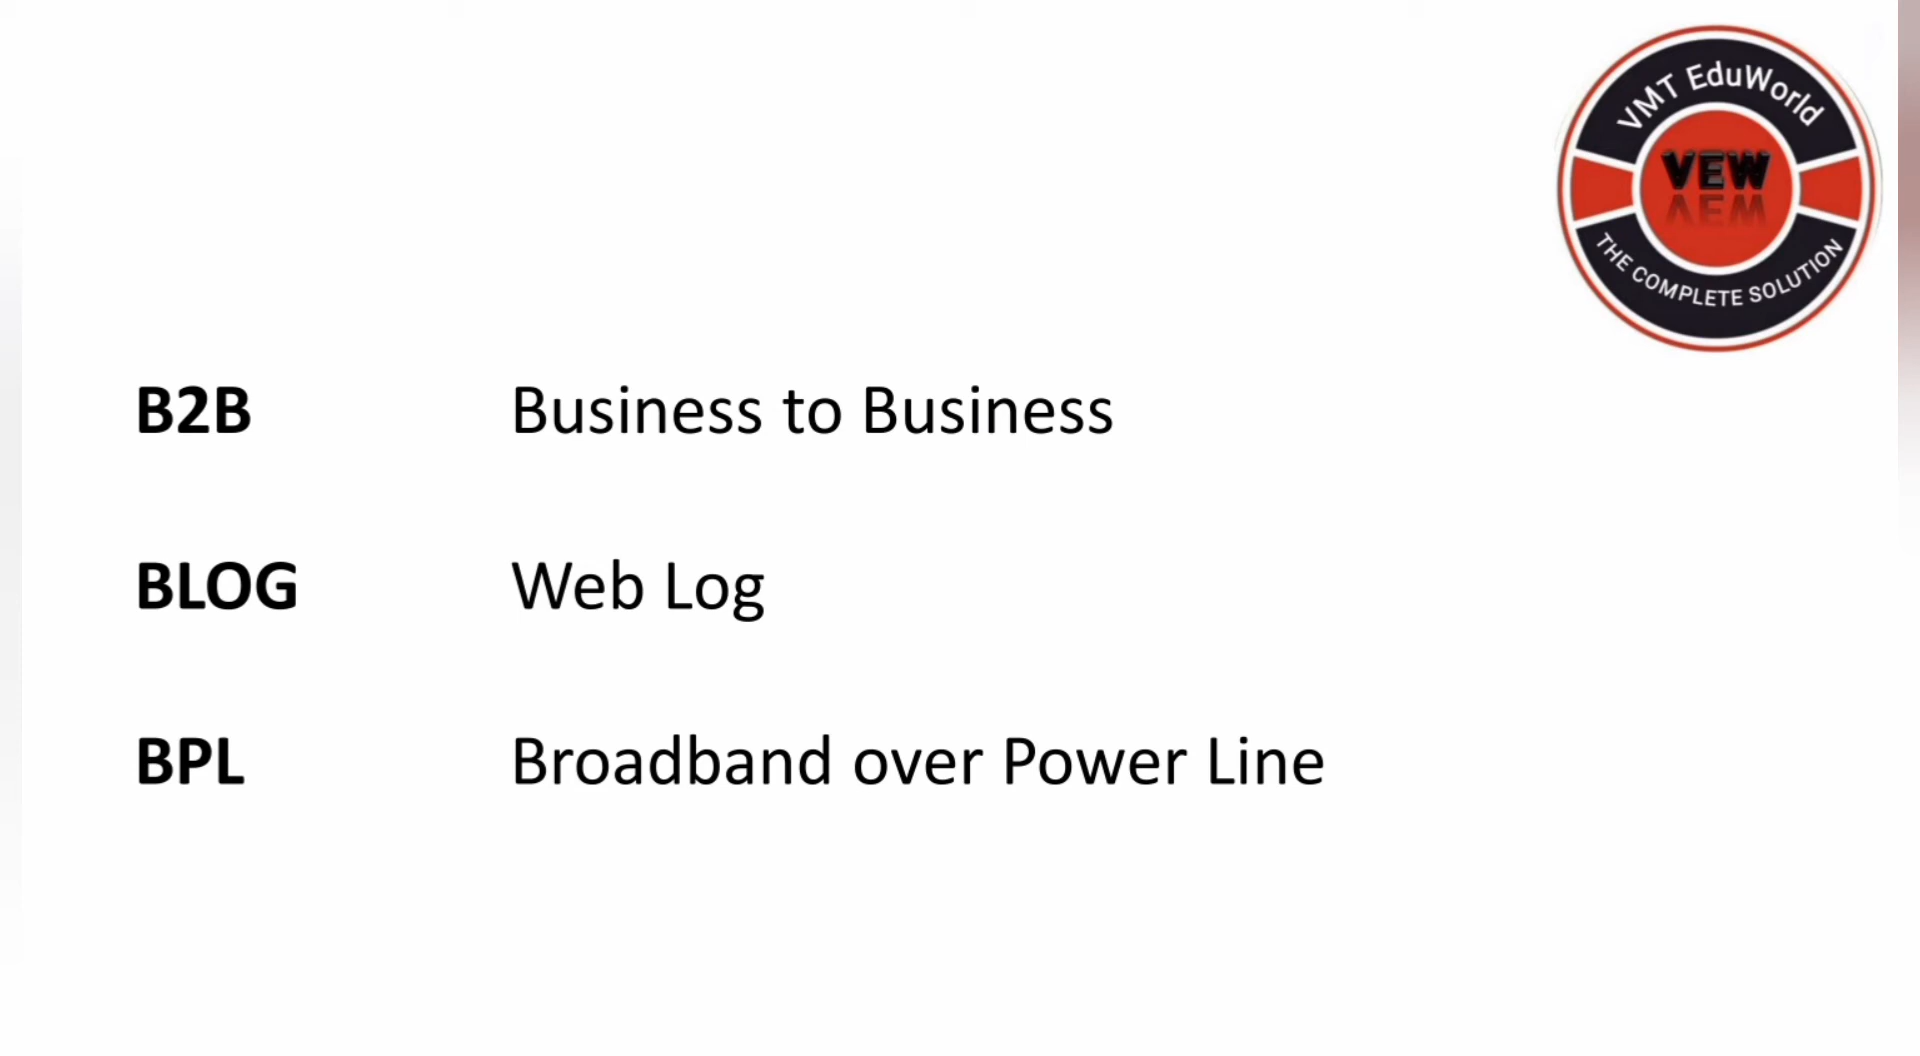 VMT EduWorld
VEW
THE COMPLETE SOLUTION
B2B Business to Business
BLOG Web Log
BPL Broadband over Power Line